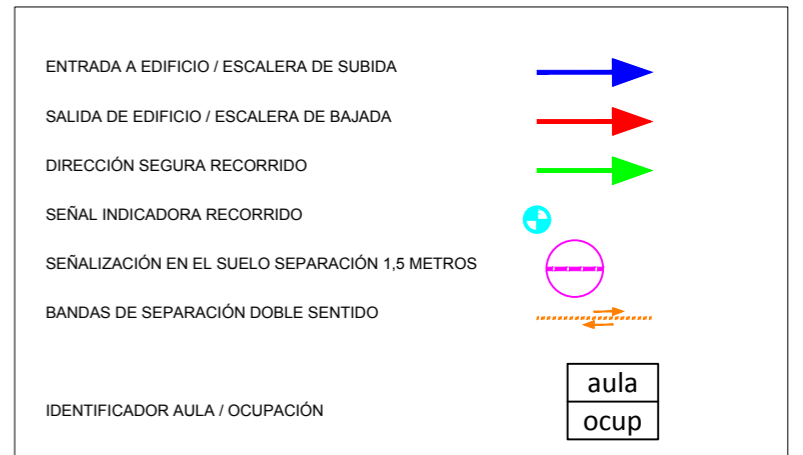 ENTRADA A EDIFICIO / ESCALERA DE SUBIDA
SALIDA DE EDIFICIO / ESCALERA DE BAJADA
DIRECCIÓN SEGURA RECORRIDO
SEÑAL INDICADORA RECORRIDO
SEÑALIZACIÓN EN EL SUELO SEPARACIÓN 1,5 METROS
BANDAS DE SEPARACIÓN DOBLE SENTIDO
IDENTIFICADOR AULA / OCUPACIÓN
aula
ocup